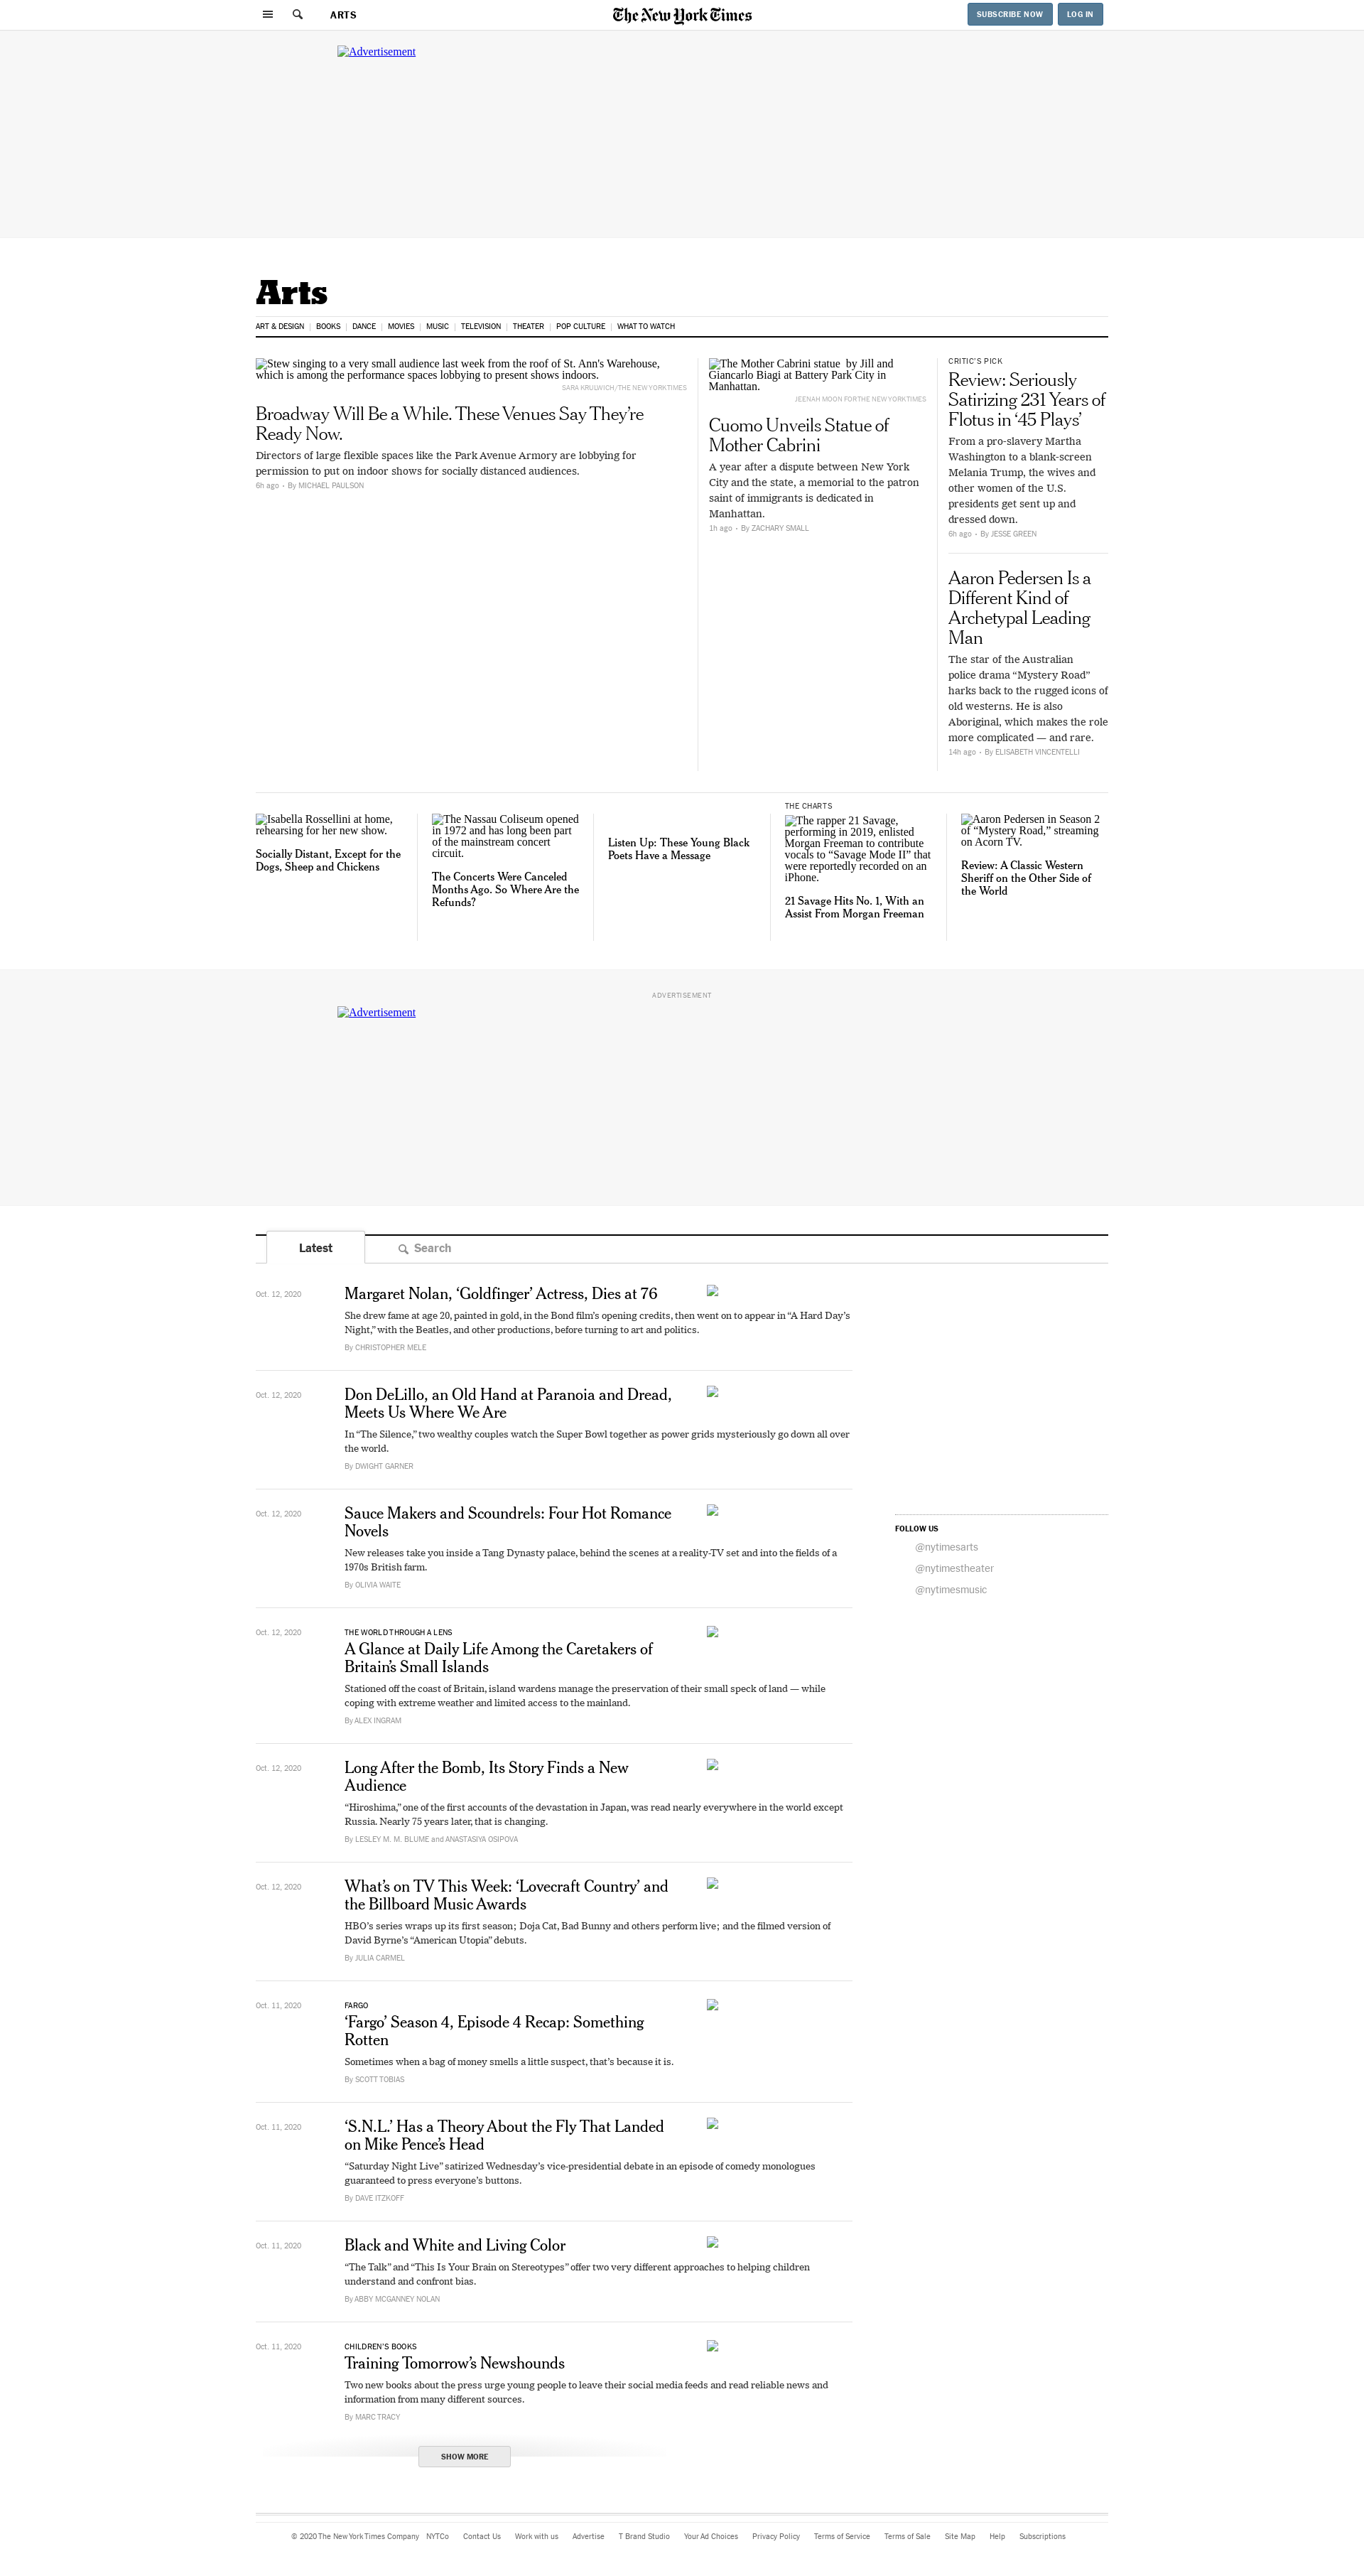 ARTS
The New York Times
SUBSCRIBE NOW
LOG IN
Advertisement
Arts
ART & DESIGN | BOOKS | DANCE | MOVIES | MUSIC | TELEVISION | THEATER | POP CULTURE | WHAT TO WATCH
Stew singing to a very small audience last week from the roof of St. Ann's Warehouse,
which is among the performance spaces lobbying to present shows indoors.
SARA KRULWICH/THE NEW YORK TIMES
Broadway Will Be a While. These Venues Say They’re
Ready Now.
Directors of large flexible spaces like the Park Avenue Armory are lobbying for
permission to put on indoor shows for socially distanced audiences.
6h ago • By MICHAEL PAULSON
The Mother Cabrini statue by Jill and
Giancarlo Biagi at Battery Park City in
Manhattan.
JEENAH MOON FOR THE NEW YORK TIMES
Cuomo Unveils Statue of
Mother Cabrini
A year after a dispute between New York
City and the state, a memorial to the patron
saint of immigrants is dedicated in
Manhattan.
1h ago • By ZACHARY SMALL
CRITIC’S PICK
Review: Seriously
Satirizing 231 Years of
Flotus in ‘45 Plays’
From a pro-slavery Martha
Washington to a blank-screen
Melania Trump, the wives and
other women of the U.S.
presidents get sent up and
dressed down.
6h ago • By JESSE GREEN
Aaron Pedersen Is a
Different Kind of
Archetypal Leading
Man
The star of the Australian
police drama “Mystery Road”
harks back to the rugged icons of
old westerns. He is also
Aboriginal, which makes the role
more complicated — and rare.
14h ago • By ELISABETH VINCENTELLI
Isabella Rossellini at home,
rehearsing for her new show.
Socially Distant, Except for the
Dogs, Sheep and Chickens
The Nassau Coliseum opened
in 1972 and has long been part
of the mainstream concert
circuit.
The Concerts Were Canceled
Months Ago. So Where Are the
Refunds?
Listen Up: These Young Black
Poets Have a Message
THE CHARTS
The rapper 21 Savage,
performing in 2019, enlisted
Morgan Freeman to contribute
vocals to “Savage Mode II” that
were reportedly recorded on an
iPhone.
21 Savage Hits No. 1, With an
Assist From Morgan Freeman
Aaron Pedersen in Season 2
of “Mystery Road,” streaming
on Acorn TV.
Review: A Classic Western
Sheriff on the Other Side of
the World
ADVERTISEMENT
Advertisement
Latest
Search
Oct. 12, 2020
Margaret Nolan, ‘Goldfinger’ Actress, Dies at 76
She drew fame at age 20, painted in gold, in the Bond film’s opening credits, then went on to appear in “A Hard Day’s
Night,” with the Beatles, and other productions, before turning to art and politics.
By CHRISTOPHER MELE
Oct. 12, 2020
Don DeLillo, an Old Hand at Paranoia and Dread,
Meets Us Where We Are
In “The Silence,” two wealthy couples watch the Super Bowl together as power grids mysteriously go down all over
the world.
By DWIGHT GARNER
Oct. 12, 2020
Sauce Makers and Scoundrels: Four Hot Romance
Novels
New releases take you inside a Tang Dynasty palace, behind the scenes at a reality-TV set and into the fields of a
1970s British farm.
By OLIVIA WAITE
FOLLOW US
@nytimesarts
@nytimestheater
@nytimesmusic
Oct. 12, 2020
THE WORLD THROUGH A LENS
A Glance at Daily Life Among the Caretakers of
Britain’s Small Islands
Stationed off the coast of Britain, island wardens manage the preservation of their small speck of land — while
coping with extreme weather and limited access to the mainland.
By ALEX INGRAM
Oct. 12, 2020
Long After the Bomb, Its Story Finds a New
Audience
“Hiroshima,” one of the first accounts of the devastation in Japan, was read nearly everywhere in the world except
Russia. Nearly 75 years later, that is changing.
By LESLEY M. M. BLUME and ANASTASIYA OSIPOVA
Oct. 12, 2020
What’s on TV This Week: ‘Lovecraft Country’ and
the Billboard Music Awards
HBO’s series wraps up its first season; Doja Cat, Bad Bunny and others perform live; and the filmed version of
David Byrne’s “American Utopia” debuts.
By JULIA CARMEL
Oct. 11, 2020
FARGO
‘Fargo’ Season 4, Episode 4 Recap: Something
Rotten
Sometimes when a bag of money smells a little suspect, that’s because it is.
By SCOTT TOBIAS
Oct. 11, 2020
‘S.N.L.’ Has a Theory About the Fly That Landed
on Mike Pence’s Head
“Saturday Night Live” satirized Wednesday’s vice-presidential debate in an episode of comedy monologues
guaranteed to press everyone’s buttons.
By DAVE ITZKOFF
Oct. 11, 2020
Black and White and Living Color
“The Talk” and “This Is Your Brain on Stereotypes” offer two very different approaches to helping children
understand and confront bias.
By ABBY MCGANNEY NOLAN
Oct. 11, 2020
CHILDREN’S BOOKS
Training Tomorrow’s Newshounds
Two new books about the press urge young people to leave their social media feeds and read reliable news and
information from many different sources.
By MARC TRACY
SHOW MORE
© 2020 The New York Times Company NYTCo Contact Us Work with us Advertise T Brand Studio Your Ad Choices Privacy Policy Terms of Service Terms of Sale Site Map Help Subscriptions